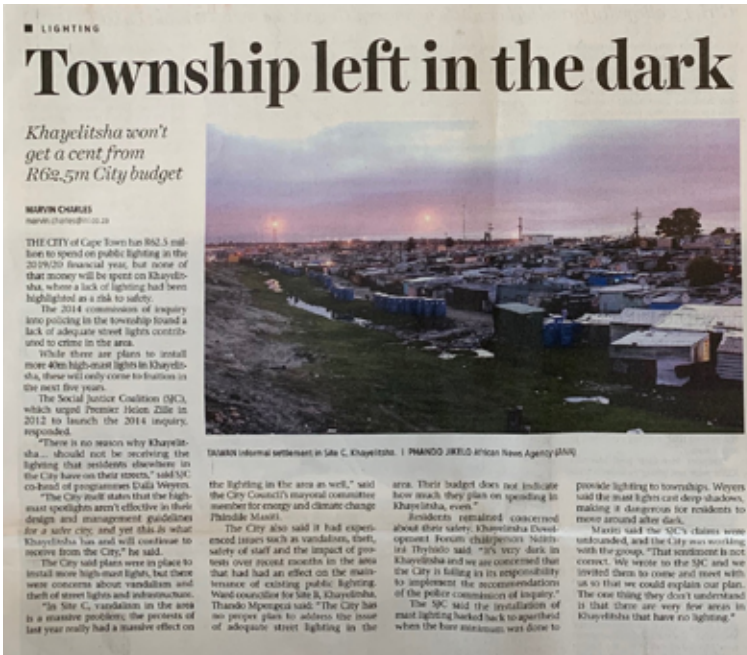 LIGHTING
Township left in the dark
Khayelitsha won't
get a cent from
R62.5m City budget
MARVIN CHARLES
marvin.charles@inl.co.za
THE CITY of Cape Town has R62.5 mil-
lion to spend on public lighting in the
2019/20 financial year, but none of
that money will be spent on Khayelit-
sha, where a lack of lighting had been
highlighted as a risk to safety.
The 2014 commission of inquiry
into policing in the township found a
lack of adequate street lights contrib-
uted to crime in the area.
While there are plans to install
more 40m high-mast lights in Khayelit-
sha, these will only come to fruition in
the next five years.
The Social Justice Coalition (SJC),
which urged Premier Helen Zille in
2012 to launch the 2014 inquiry,
responded.
"There is no reason why Khayelit-
sha... should not be receiving the
lighting that residents elsewhere in
the City have on their streets," said SJC
co-head of programmes Dalli Weyers.
"The City itself states that the high-
mast spotlights aren't effective in their
design and management guidelines
for a safer city, and yet this is what
Khayelitsha has and will continue to
receive from the City," he said.
The City said plans were in place to
install more high-mast lights, but there
were concerns about vandalism and
theft of street lights and infrastructure.
"In Site C, vandalism in the area
is a massive problem; the protests of
last year really had a massive effect on
TAIWAN informal settlement in Site C, Khayelitsha. | PHANDO JIKELO African News Agency (ANA)
the lighting in the area as well," said
the City Council's mayoral committee
member for energy and climate change
Phindile Maxiti.
The City also said it had experi-
enced issues such as vandalism, theft,
safety of staff and the impact of pro-
tests over recent months in the area
that had had an effect on the main-
tenance of existing public lighting.
Ward councillor for Site B, Khayelitsha,
Thando Mpengezi said: "The City has
no proper plan to address the issue
of adequate street lighting in the
area. Their budget does not indicate
how much they plan on spending in
Khayelitsha, even."
Residents remained concerned
about their safety. Khayelitsha Devel-
opment Forum chairperson Ndith-
ini Thyhido said "It's very dark in
Khayelitsha and we are concerned that
the City is failing in its responsibility
to implement the recommendations
of the police commission of inquiry."
The SJC said the installation of
mast lighting harked back to apartheid
when the bare minimum was done to
provide lighting to townships. Weyers
said the mast lights cast deep shadows,
making it dangerous for residents to
move around after dark.
Maxiti said the SJC's claims were
unfounded, and the City was working
with the group. "That sentiment is not
correct. We wrote to the SJC and we
invited them to come and meet with
us so that we could explain our plan.
The one thing they don't understand
is that there are very few areas in
Khayelitsha that have no lighting."